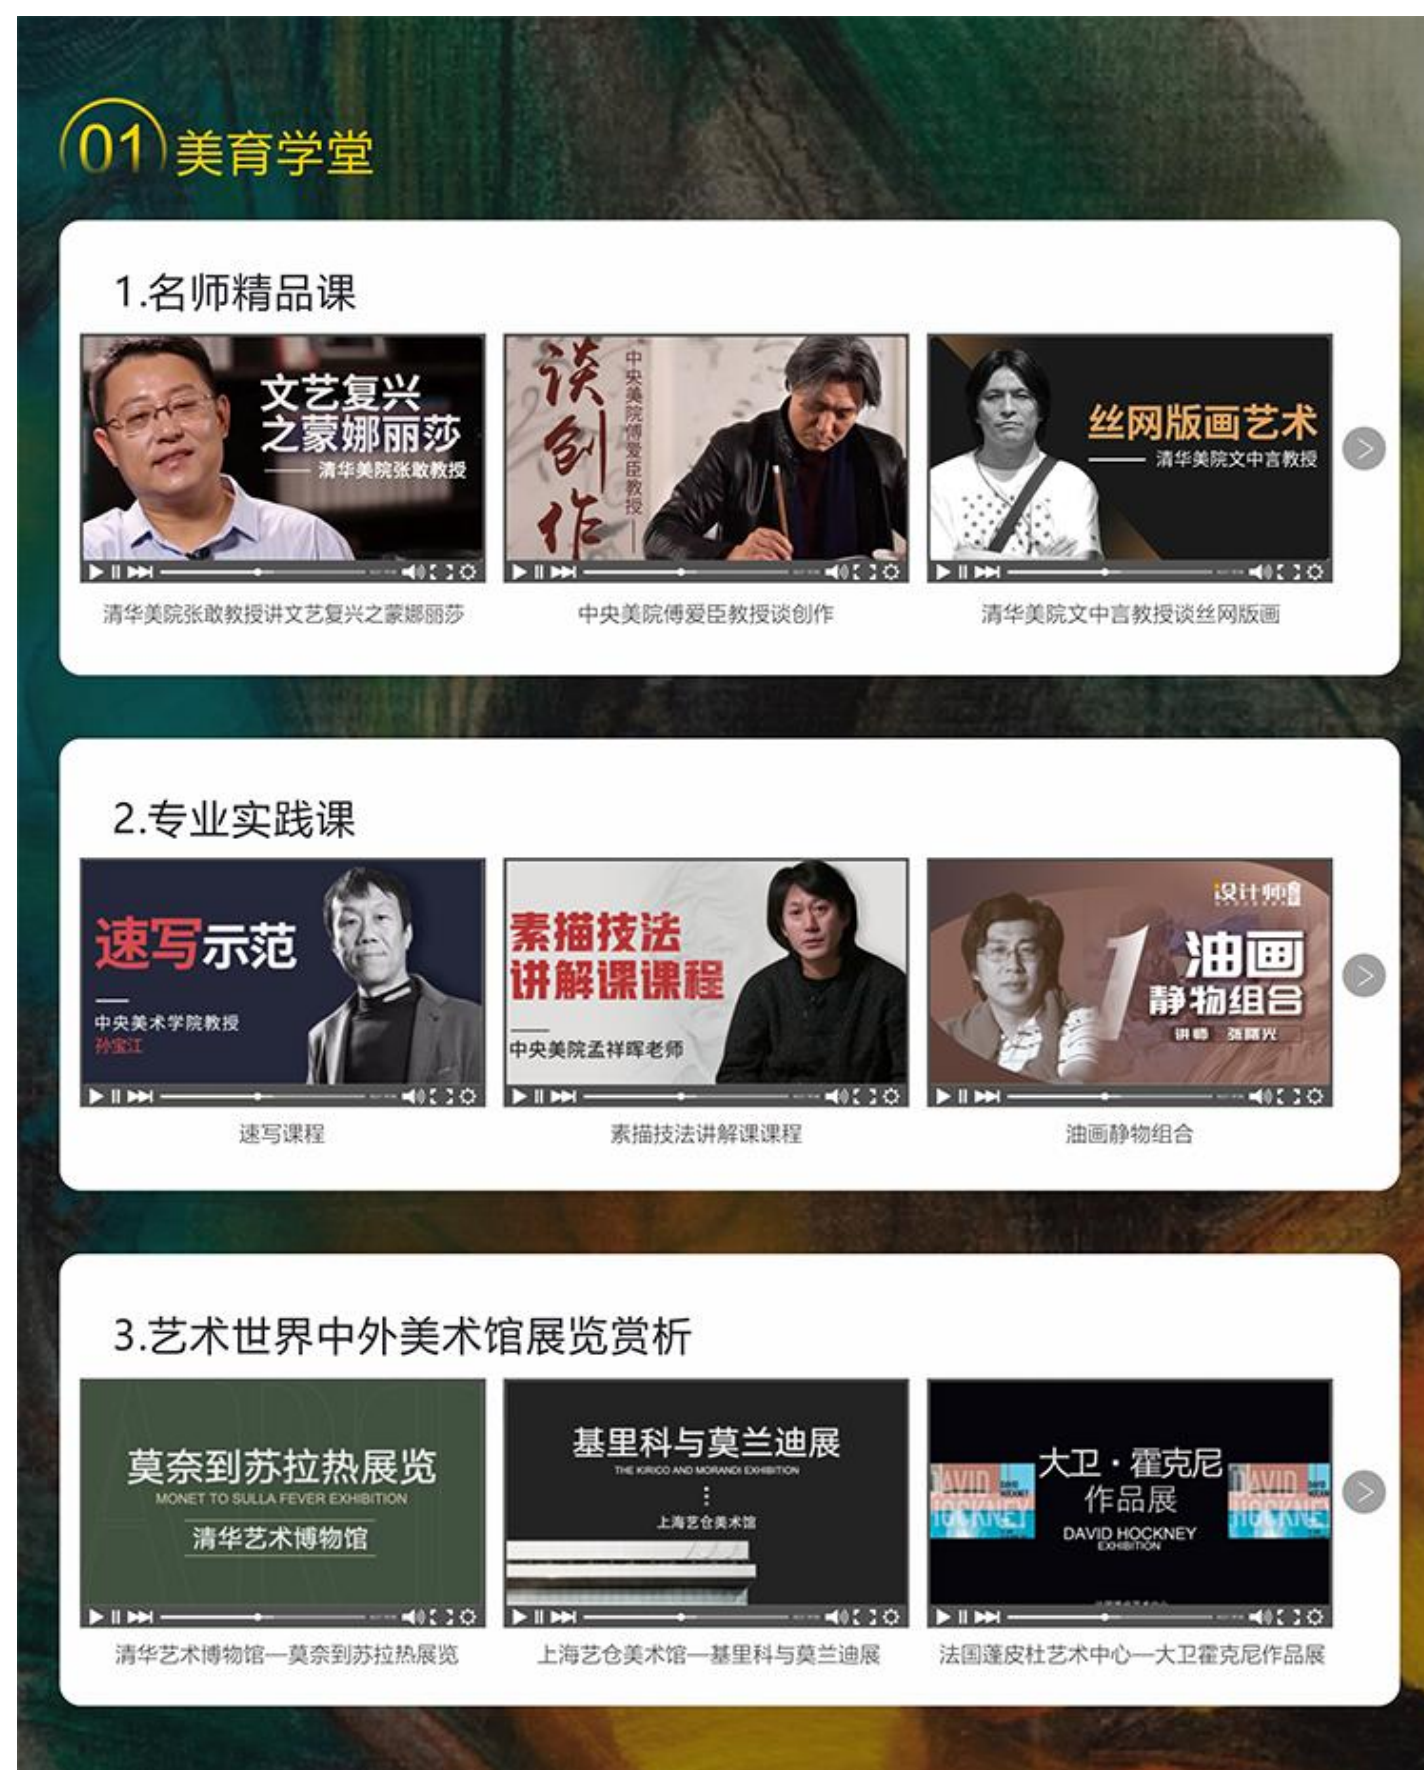 01 美育学堂
1.名师精品课
文艺复兴
之蒙娜丽莎
—— 清华美院张敢教授
谈创作
中央美院傅爱臣教授——
丝网版画艺术
—— 清华美院文中言教授
>
清华美院张敢教授讲文艺复兴之蒙娜丽莎
中央美院傅爱臣教授谈创作
清华美院文中言教授谈丝网版画
2.专业实践课
速写示范
中央美术学院教授
孙宝江
素描技法
讲解课课程
中央美院孟祥晖老师
设计师
1 油画
静物组合
讲师 张曙光
>
速写课程
素描技法讲解课课程
油画静物组合
3.艺术世界中外美术馆展览赏析
莫奈到苏拉热展览
MONET TO SULLA FEVER EXHIBITION
清华艺术博物馆
基里科与莫兰迪展
THE KIRICO AND MORANDI EXHIBITION
上海艺仓美术馆
大卫·霍克尼
作品展
DAVID HOCKNEY
EXHIBITION
DAVID
HOCKNEY
DAVID
HOCKNEY
>
清华艺术博物馆—莫奈到苏拉热展览
上海艺仓美术馆—基里科与莫兰迪展
法国蓬皮杜艺术中心—大卫霍克尼作品展